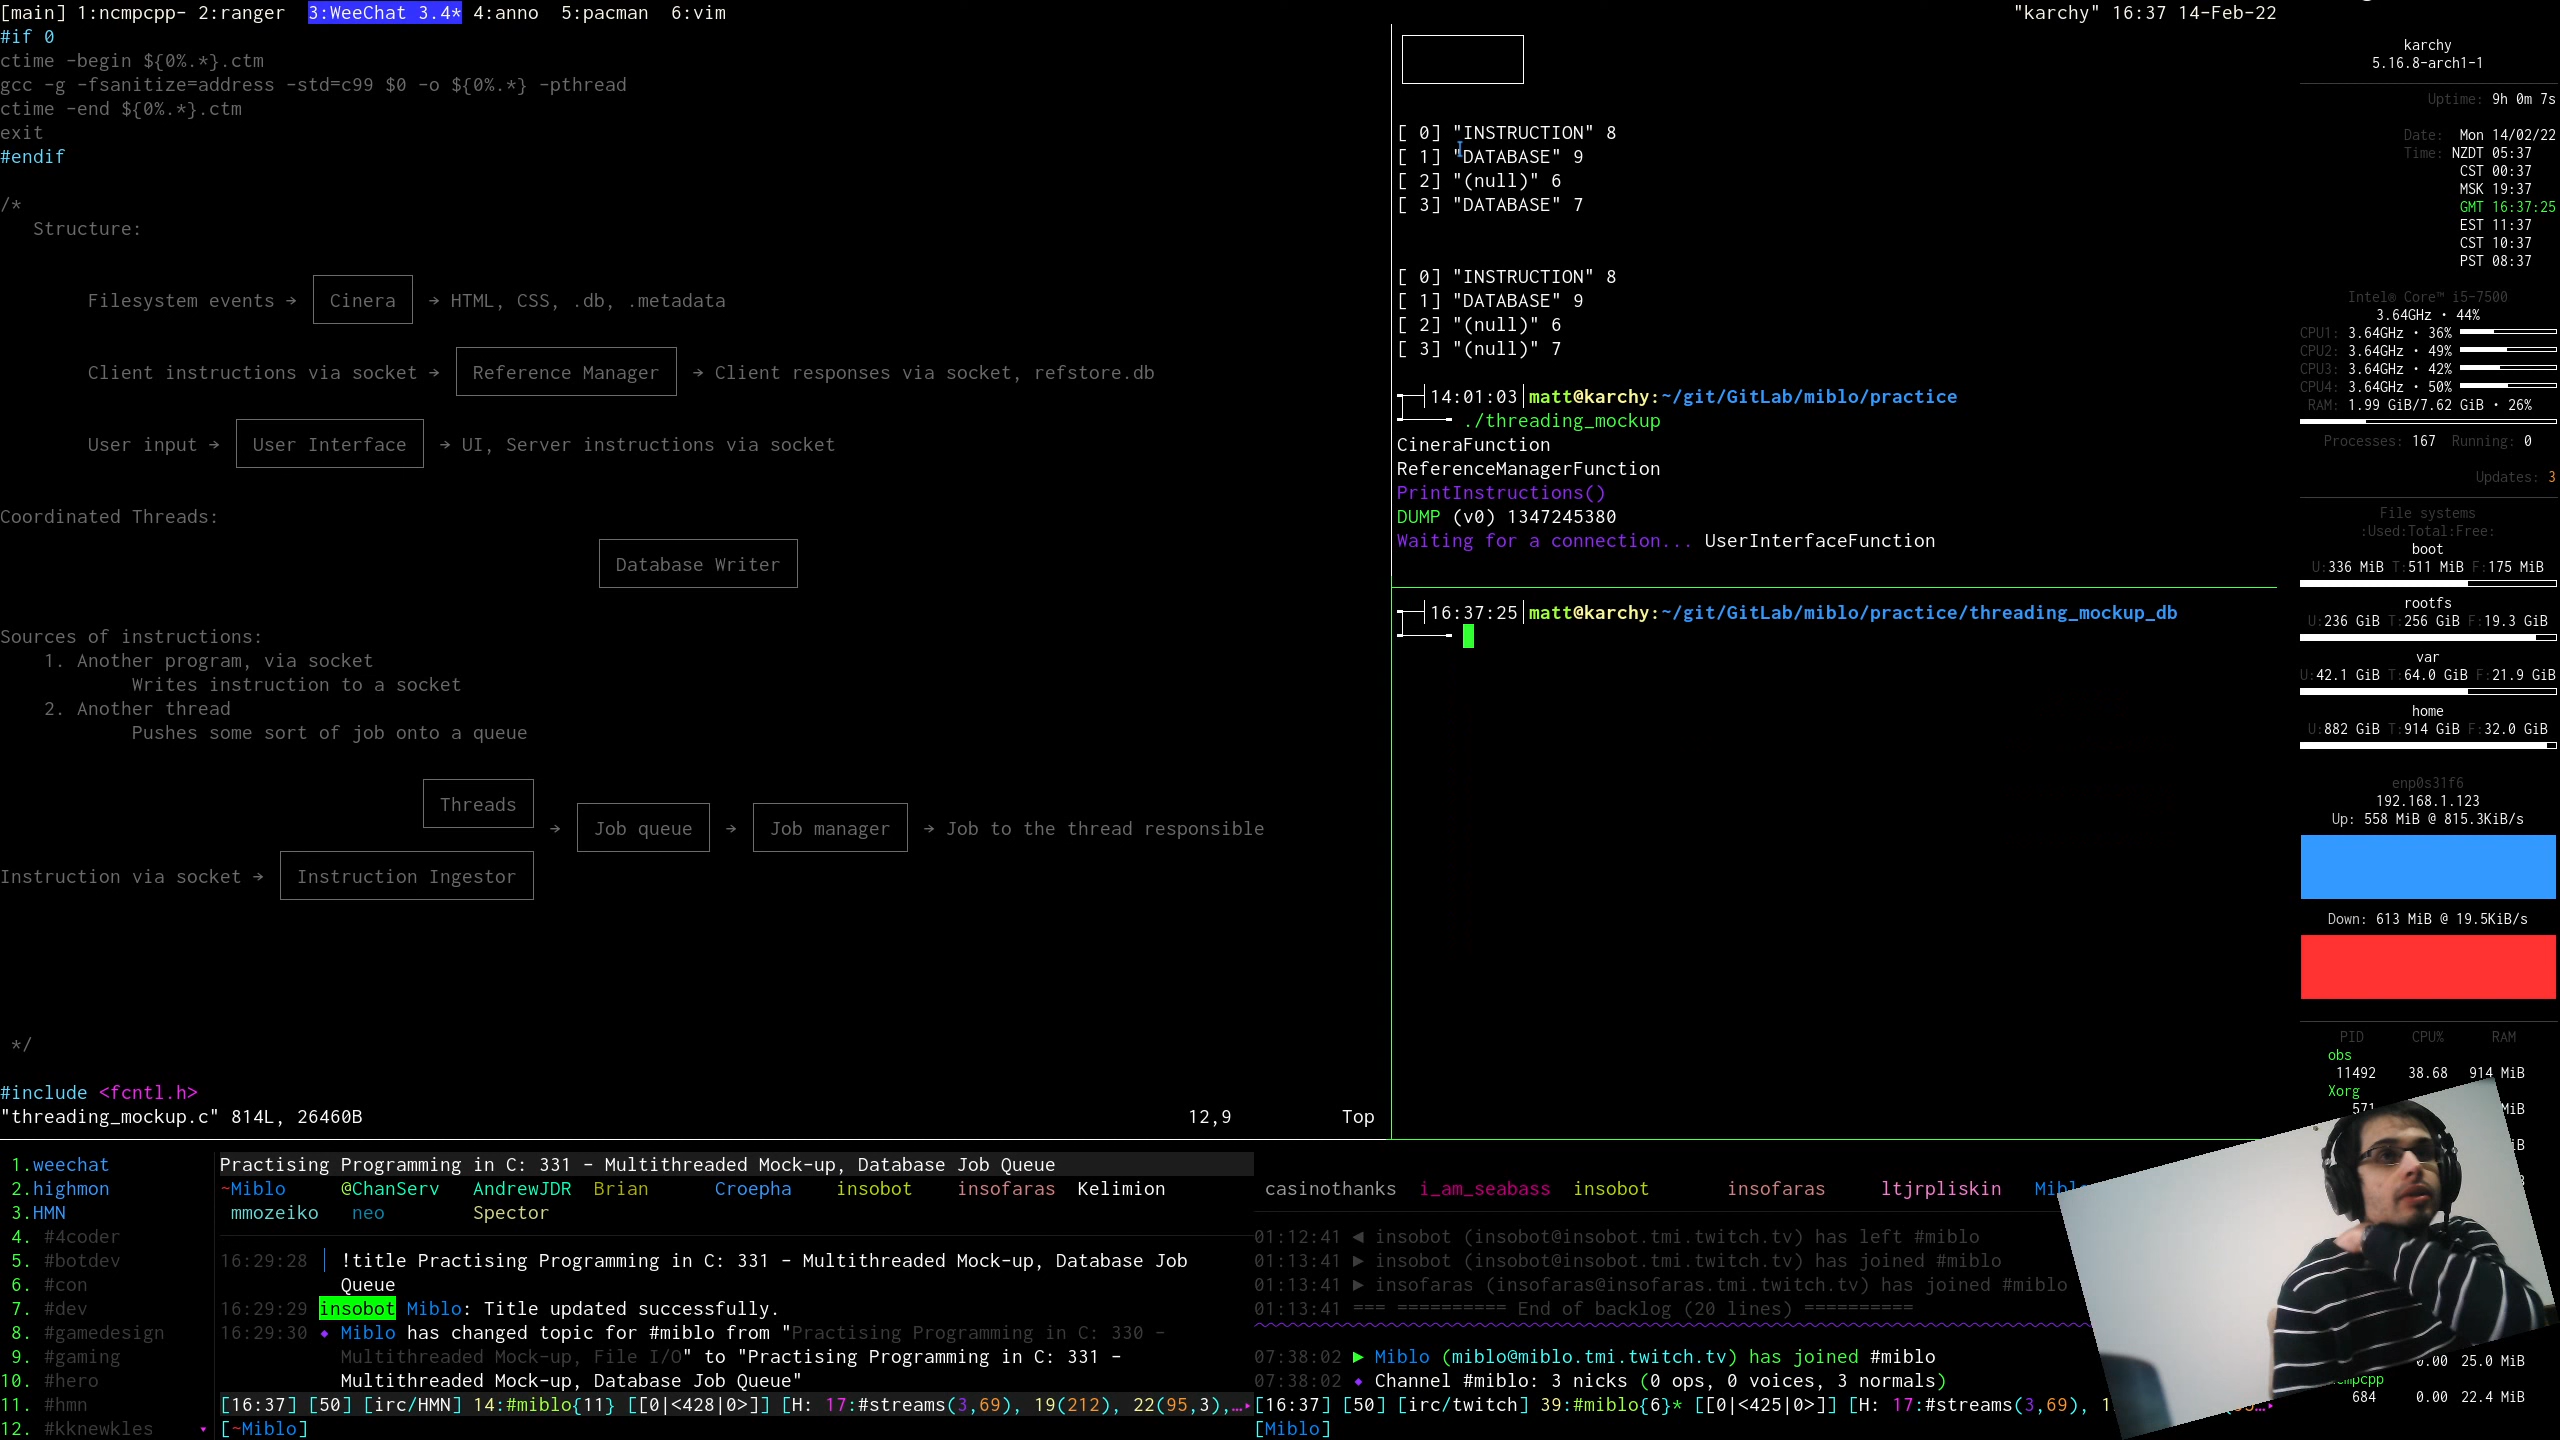 [main] 1:ncmpcpp- 2:ranger  3:WeeChat 3.4* 4:anno  5:pacman  6:vim
"karchy" 16:37 14-Feb-22
#if 0
ctime -begin ${0%.*}.ctm
gcc -g -fsanitize=address -std=c99 $0 -o ${0%.*} -pthread
ctime -end ${0%.*}.ctm
exit
#endif
/*
Structure:
Filesystem events → Cinera → HTML, CSS, .db, .metadata
Client instructions via socket → Reference Manager → Client responses via socket, refstore.db
User input → User Interface → UI, Server instructions via socket
Coordinated Threads:
Database Writer
Sources of instructions:
1. Another program, via socket
Writes instruction to a socket
2. Another thread
Pushes some sort of job onto a queue
Threads
→ Job queue → Job manager → Job to the thread responsible
Instruction via socket → Instruction Ingestor
*/
#include <fcntl.h>
"threading_mockup.c" 814L, 26460B 12,9 Top
[ 0] "INSTRUCTION" 8
[ 1] "DATABASE" 9
[ 2] "(null)" 6
[ 3] "DATABASE" 7
[ 0] "INSTRUCTION" 8
[ 1] "DATABASE" 9
[ 2] "(null)" 6
[ 3] "(null)" 7
14:01:03 matt@karchy:~/git/GitLab/miblo/practice
./threading_mockup
CineraFunction
ReferenceManagerFunction
PrintInstructions()
DUMP (v0) 1347245380
Waiting for a connection... UserInterfaceFunction
16:37:25 matt@karchy:~/git/GitLab/miblo/practice/threading_mockup_db
karchy
5.16.8-arch1-1
Uptime: 9h 0m 7s
Date: Mon 14/02/22
Time: NZDT 05:37
CST 00:37
MSK 19:37
GMT 16:37:25
EST 11:37
CST 10:37
PST 08:37
Intel® Core™ i5-7500
3.64GHz · 44%
CPU1: 3.64GHz · 36%
CPU2: 3.64GHz · 49%
CPU3: 3.64GHz · 42%
CPU4: 3.64GHz · 50%
RAM: 1.99 GiB/7.62 GiB · 26%
Processes: 167 Running: 0
Updates: 3
File systems
:Used:Total:Free:
boot
U:336 MiB T:511 MiB F:175 MiB
rootfs
U:236 GiB T:256 GiB F:19.3 GiB
var
U:42.1 GiB T:64.0 GiB F:21.9 GiB
home
U:882 GiB T:914 GiB F:32.0 GiB
enp0s31f6
192.168.1.123
Up: 558 MiB @ 815.3KiB/s
Down: 613 MiB @ 19.5KiB/s
PID CPU% RAM
obs
11492 38.68 914 MiB
Xorg
571 MiB
0.00 25.0 MiB
684 0.00 22.4 MiB
1.weechat
2.highmon
3.HMN
4. #4coder
5. #botdev
6. #con
7. #dev
8. #gamedesign
9. #gaming
10. #hero
11. #hmn
12. #kknewkles
Practising Programming in C: 331 - Multithreaded Mock-up, Database Job Queue
~Miblo @ChanServ AndrewJDR Brian Croepha insobot insofaras Kelimion
mmozeiko neo Spector
16:29:28 !title Practising Programming in C: 331 - Multithreaded Mock-up, Database Job
Queue
16:29:29 insobot Miblo: Title updated successfully.
16:29:30 ⬥ Miblo has changed topic for #miblo from "Practising Programming in C: 330 -
Multithreaded Mock-up, File I/O" to "Practising Programming in C: 331 -
Multithreaded Mock-up, Database Job Queue"
[16:37] [50] [irc/HMN] 14:#miblo{11} [[0|<428|0>]] [H: 17:#streams(3,69), 19(212), 22(95,3),…
[~Miblo]
casinothanks i_am_seabass insobot insofaras ltjrpliskin
01:12:41 ◀ insobot (insobot@insobot.tmi.twitch.tv) has left #miblo
01:13:41 ▶ insobot (insobot@insobot.tmi.twitch.tv) has joined #miblo
01:13:41 ▶ insofaras (insofaras@insofaras.tmi.twitch.tv) has joined #miblo
01:13:41 === ========== End of backlog (20 lines) ==========
07:38:02 ▶ Miblo (miblo@miblo.tmi.twitch.tv) has joined #miblo
07:38:02 ⬥ Channel #miblo: 3 nicks (0 ops, 0 voices, 3 normals)
[16:37] [50] [irc/twitch] 39:#miblo{6}* [[0|<425|0>]] [H: 17:#streams(3,69),
[Miblo]